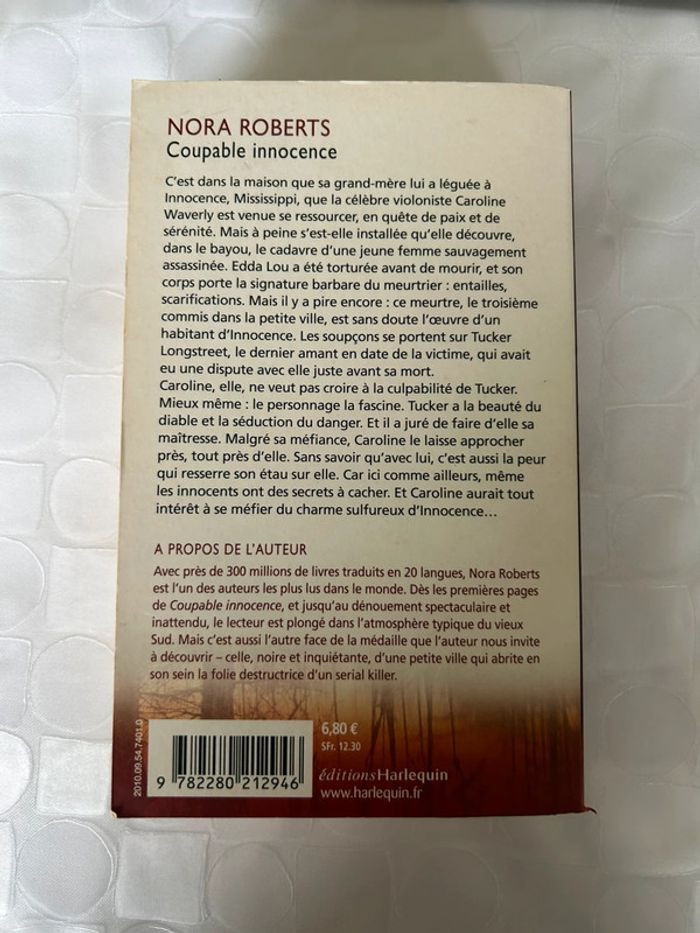 NORA ROBERTS
Coupable innocence
C'est dans la maison que sa grand-mère lui a léguée à
Innocence, Mississippi, que la célèbre violoniste Caroline
Waverly est venue se ressourcer, en quête de paix et de
sérénité. Mais à peine s'est-elle installée qu'elle découvre,
dans le bayou, le cadavre d'une jeune femme sauvagement
assassinée. Edda Lou a été torturée avant de mourir, et son
corps porte la signature barbare du meurtrier : entailles,
scarifications. Mais il y a pire encore : ce meurtre, le troisième
commis dans la petite ville, est sans doute l'œuvre d'un
habitant d'Innocence. Les soupçons se portent sur Tucker
Longstreet, le dernier amant en date de la victime, qui avait
eu une dispute avec elle juste avant sa mort.
Caroline, elle, ne veut pas croire à la culpabilité de Tucker.
Mieux même : le personnage la fascine. Tucker a la beauté du
diable et la séduction du danger. Et il a juré de faire d'elle sa
maîtresse. Malgré sa méfiance, Caroline le laisse approcher
près, tout près d'elle. Sans savoir qu'avec lui, c'est aussi la peur
qui resserre son étau sur elle. Car ici comme ailleurs, même
les innocents ont des secrets à cacher. Et Caroline aurait tout
intérêt à se méfier du charme sulfureux d'Innocence...
A PROPOS DE L'AUTEUR
Avec près de 300 millions de livres traduits en 20 langues, Nora Roberts
est l'un des auteurs les plus lus dans le monde. Dès les premières pages
de Coupable innocence, et jusqu'au dénouement spectaculaire et
inattendu, le lecteur est plongé dans l'atmosphère typique du vieux
Sud. Mais c'est aussi l'autre face de la médaille que l'auteur nous invite
à découvrir – celle, noire et inquiétante, d'une petite ville qui abrite en
son sein la folie destructrice d'un serial killer.
2010.09.54.7401.0
9 782280 212946
6,80 €
SFr. 12.30
éditionsHarlequin
www.harlequin.fr